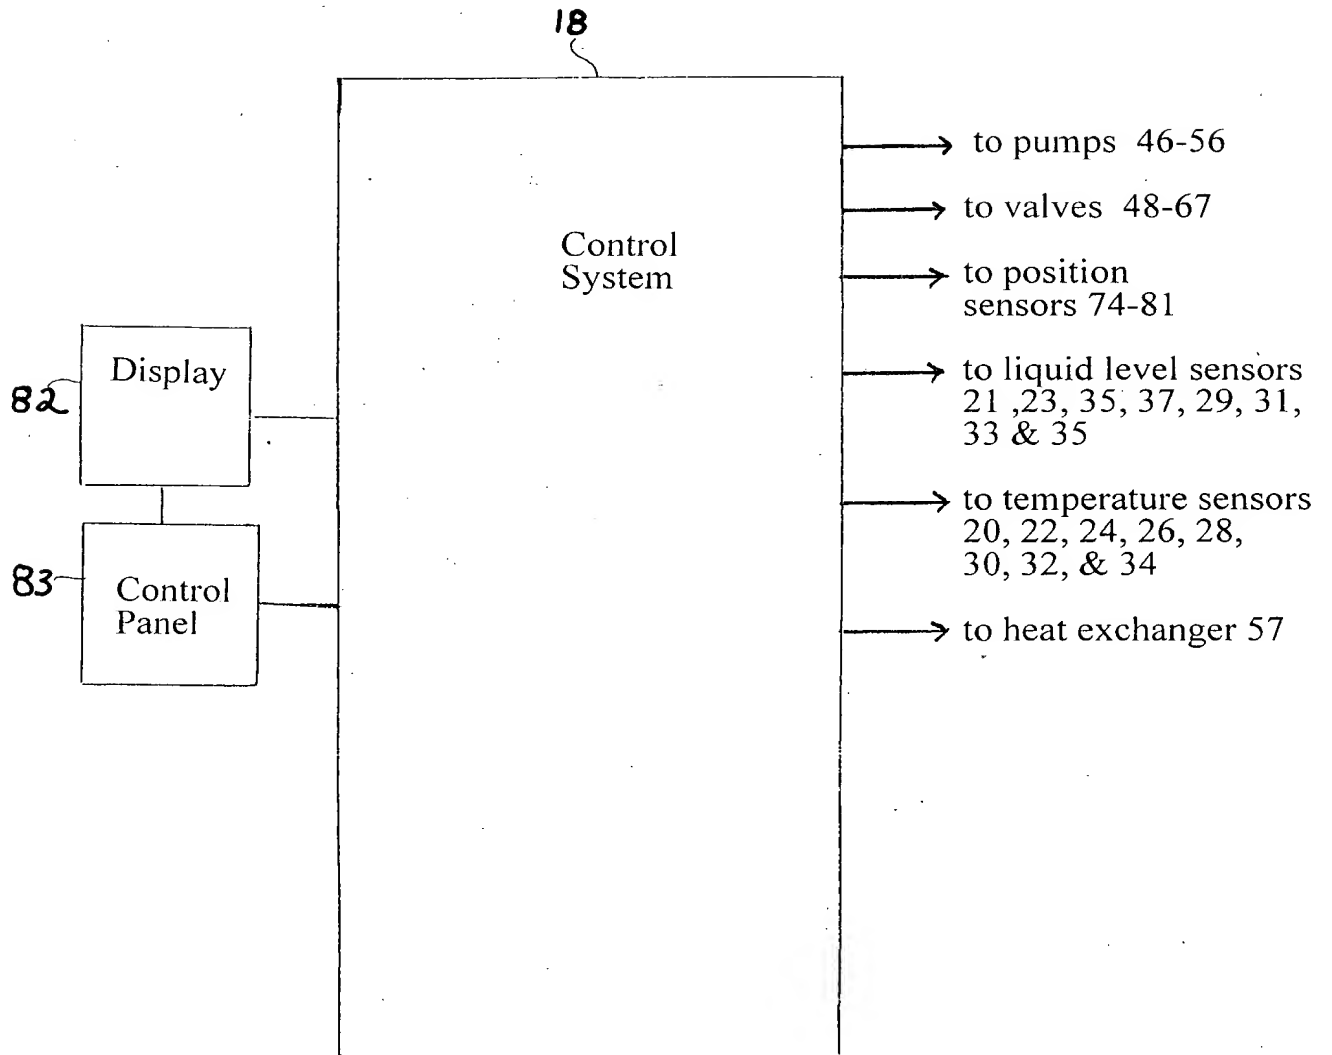 18
to pumps 46-56
to valves 48-67
Control
System
to position
sensors 74-81
Display
82
to liquid level sensors
21 ,23, 35, 37, 29, 31,
33 & 35
to temperature sensors
20, 22, 24, 26, 28,
30, 32, & 34
83
Control
Panel
to heat exchanger 57